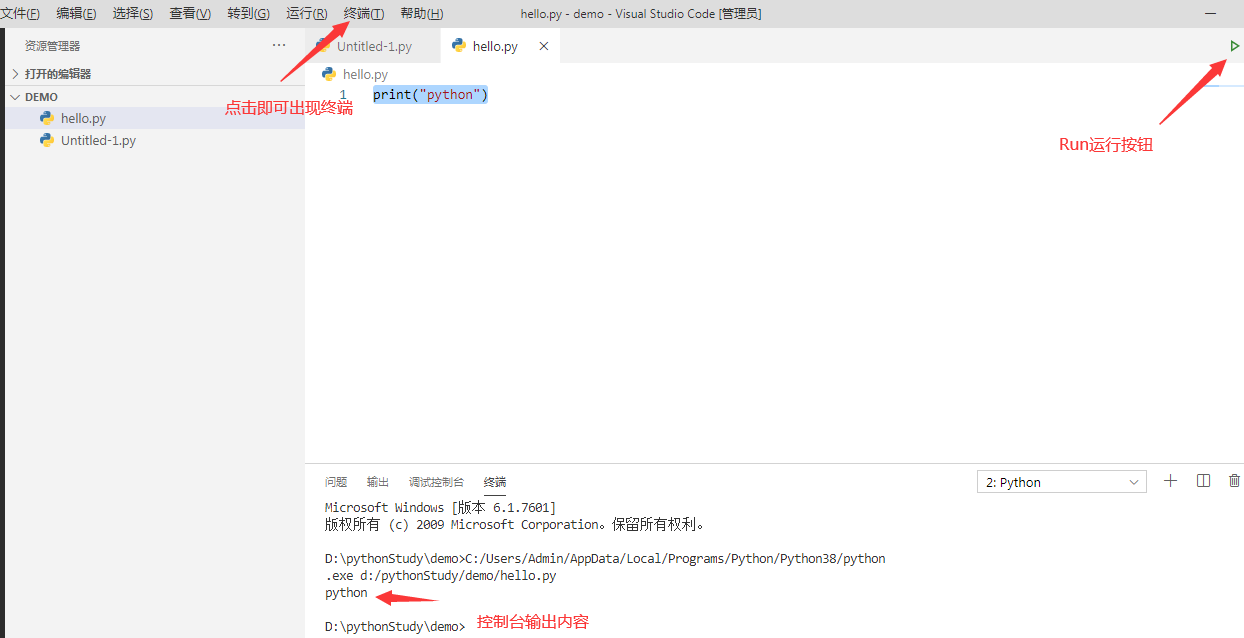 文件(F) 编辑(E) 选择(S) 查看(V) 转到(G) 运行(R) 终端(T) 帮助(H) hello.py - demo - Visual Studio Code [管理员]
资源管理器 ··· Untitled-1.py hello.py
打开的编辑器 hello.py
DEMO 1 print("python")
点击即可出现终端
hello.py
Untitled-1.py
Run运行按钮
问题 输出 调试控制台 终端 2: Python
Microsoft Windows [版本 6.1.7601]
版权所有 (c) 2009 Microsoft Corporation。保留所有权利。
D:\pythonStudy\demo>C:/Users/Admin/AppData/Local/Programs/Python/Python38/python
.exe d:/pythonStudy/demo/hello.py
python
D:\pythonStudy\demo> 控制台输出内容